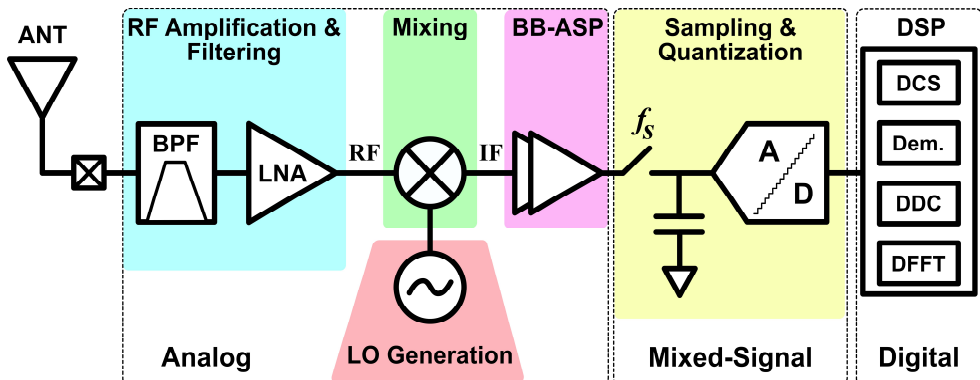 ANT
RF Amplification &
Filtering
Mixing
BB-ASP
Sampling &
Quantization
DSP
BPF
LNA
RF
IF
fs
A
D
DCS
Dem.
DDC
DFFT
LO Generation
Analog
Mixed-Signal
Digital